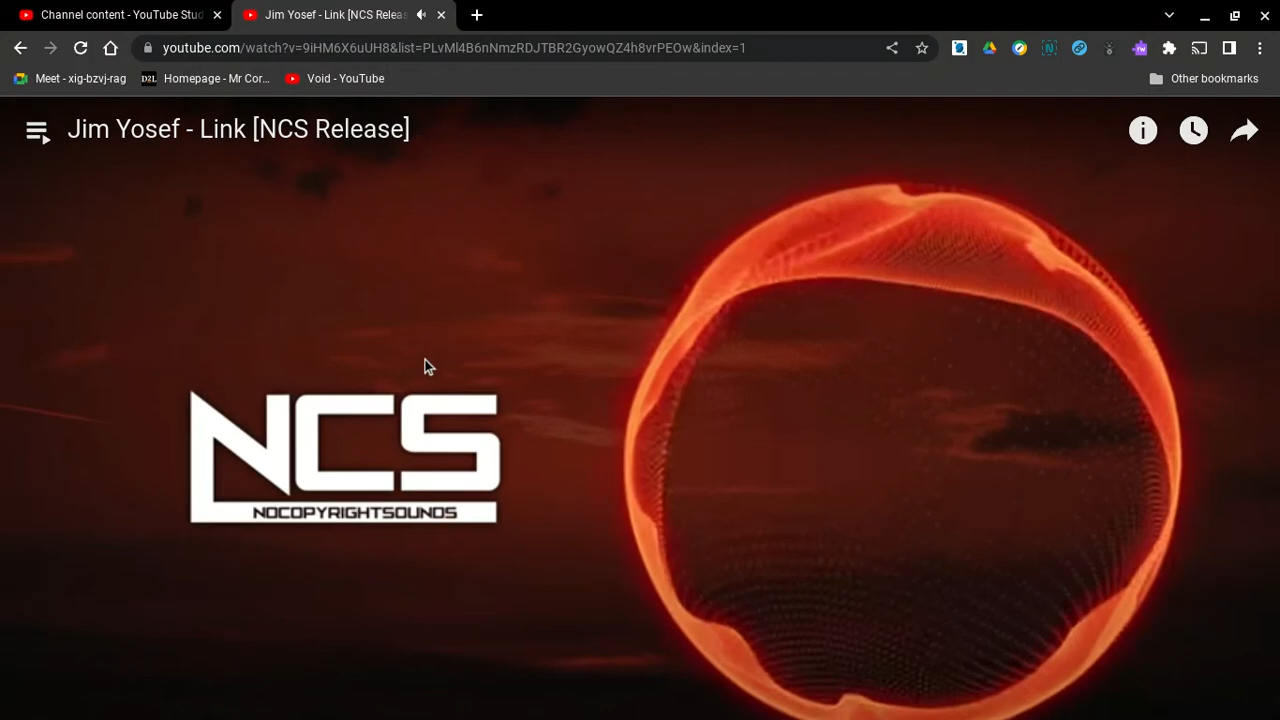 Content - YouTube Stud
Jim Yosef - Link [NCS Releas
youtube.com/watch?v=9iHM6X6uUH8&list=PLvMl4B6nNmzRDJTBR2GyowQZ4h8vrPEOw&index=1
Meet - xig-bzvj-rag
D2L
Homepage - Mr Cor...
Void - YouTube
Other bookmarks
Jim Yosef - Link [NCS Release]
NCS
NOCOPYRIGHTSOUNDS